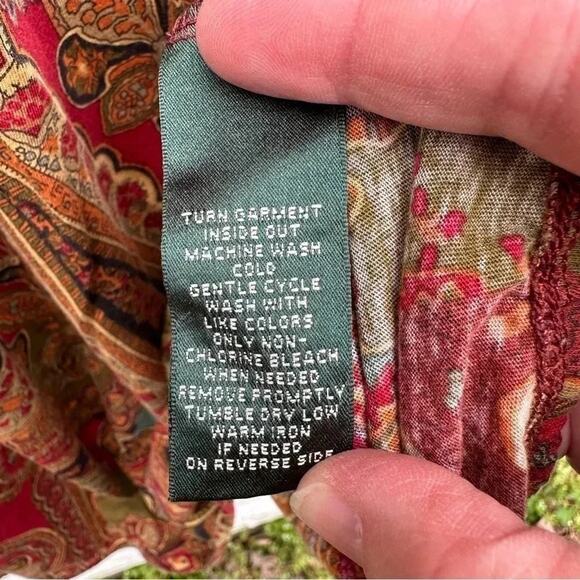 TURN GARMENT
INSIDE OUT
MACHINE WASH
COLD
GENTLE CYCLE
WASH WITH
LIKE COLORS
ONLY NON-
CHLORINE BLEACH
WHEN NEEDED
REMOVE PROMPTLY
TUMBLE DRY LOW
WARM IRON
IF NEEDED
ON REVERSE SIDE